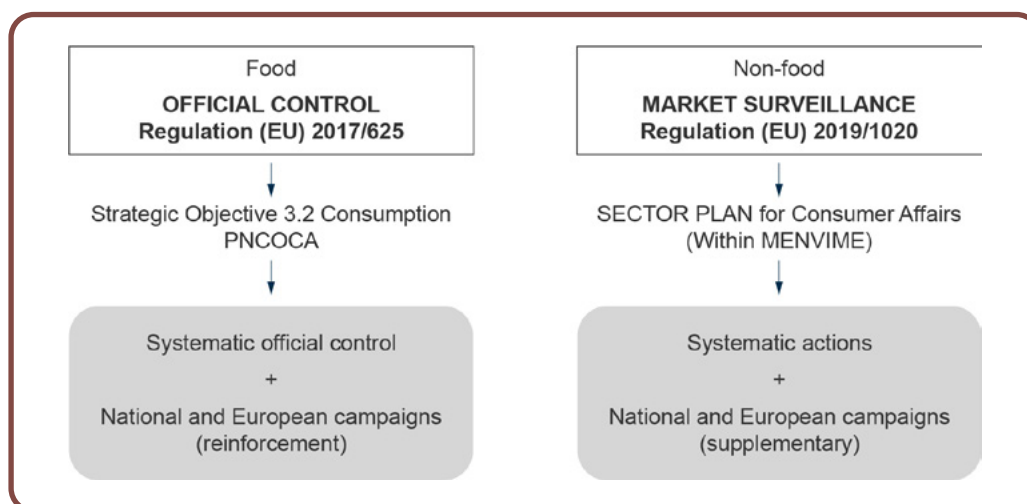 Food
OFFICIAL CONTROL
Regulation (EU) 2017/625
Strategic Objective 3.2 Consumption
PNCOCA
Systematic official control
+
National and European campaigns
(reinforcement)
Non-food
MARKET SURVEILLANCE
Regulation (EU) 2019/1020
SECTOR PLAN for Consumer Affairs
(Within MENVIME)
Systematic actions
+
National and European campaigns
(supplementary)